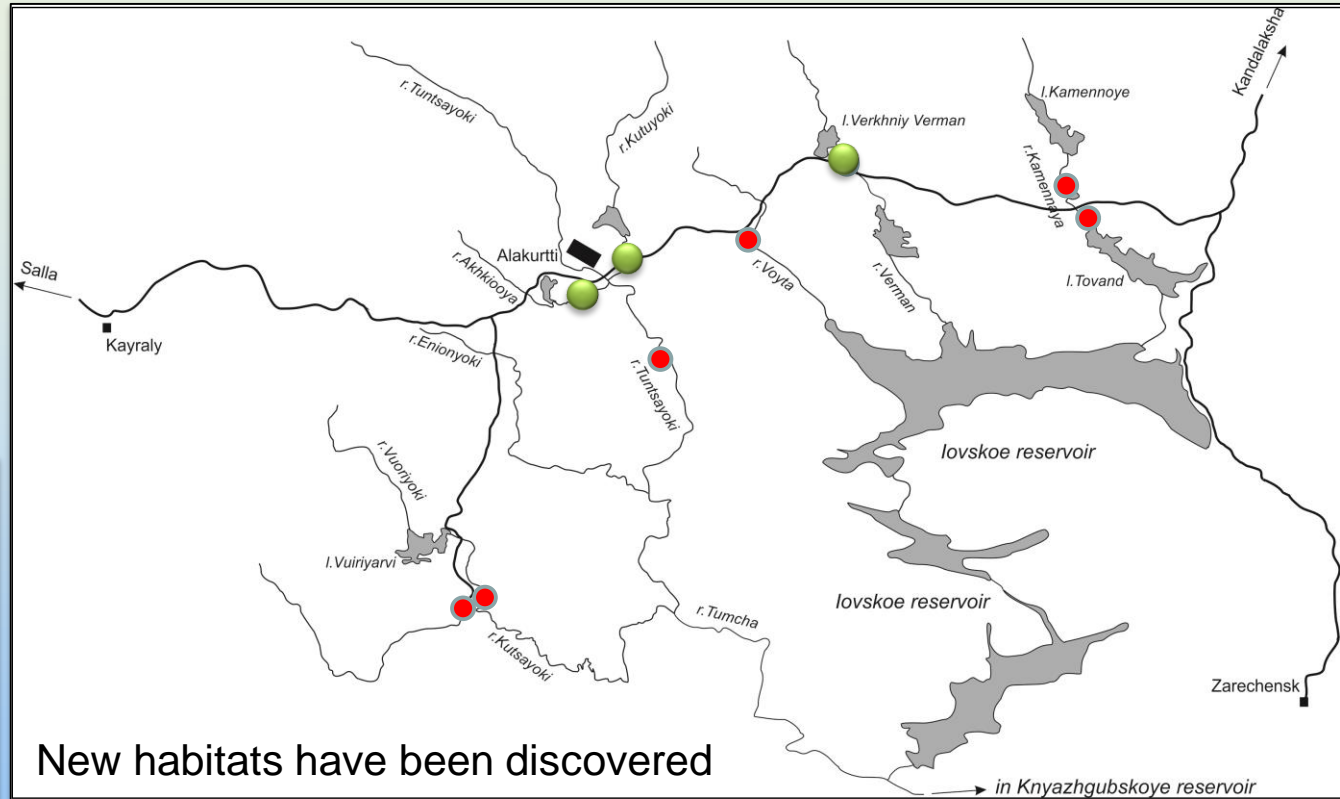 Kandalaksha
r.Tuntsayoki
r.Kutuyoki
l.Verkhniy Verman
l.Kamennoye
r.Kamennaya
Alakurtti
r.Akhkiooya
Salla
Kayraly
r.Enionyoki
r.Voyta
r.Verman
l.Tovand
r.Tuntsayoki
Iovskoe reservoir
r.Vuoriyoki
l.Vuiriyarvi
Iovskoe reservoir
r.Tumcha
r.Kutsayoki
Zarechensk
New habitats have been discovered
in Knyazhgubskoye reservoir